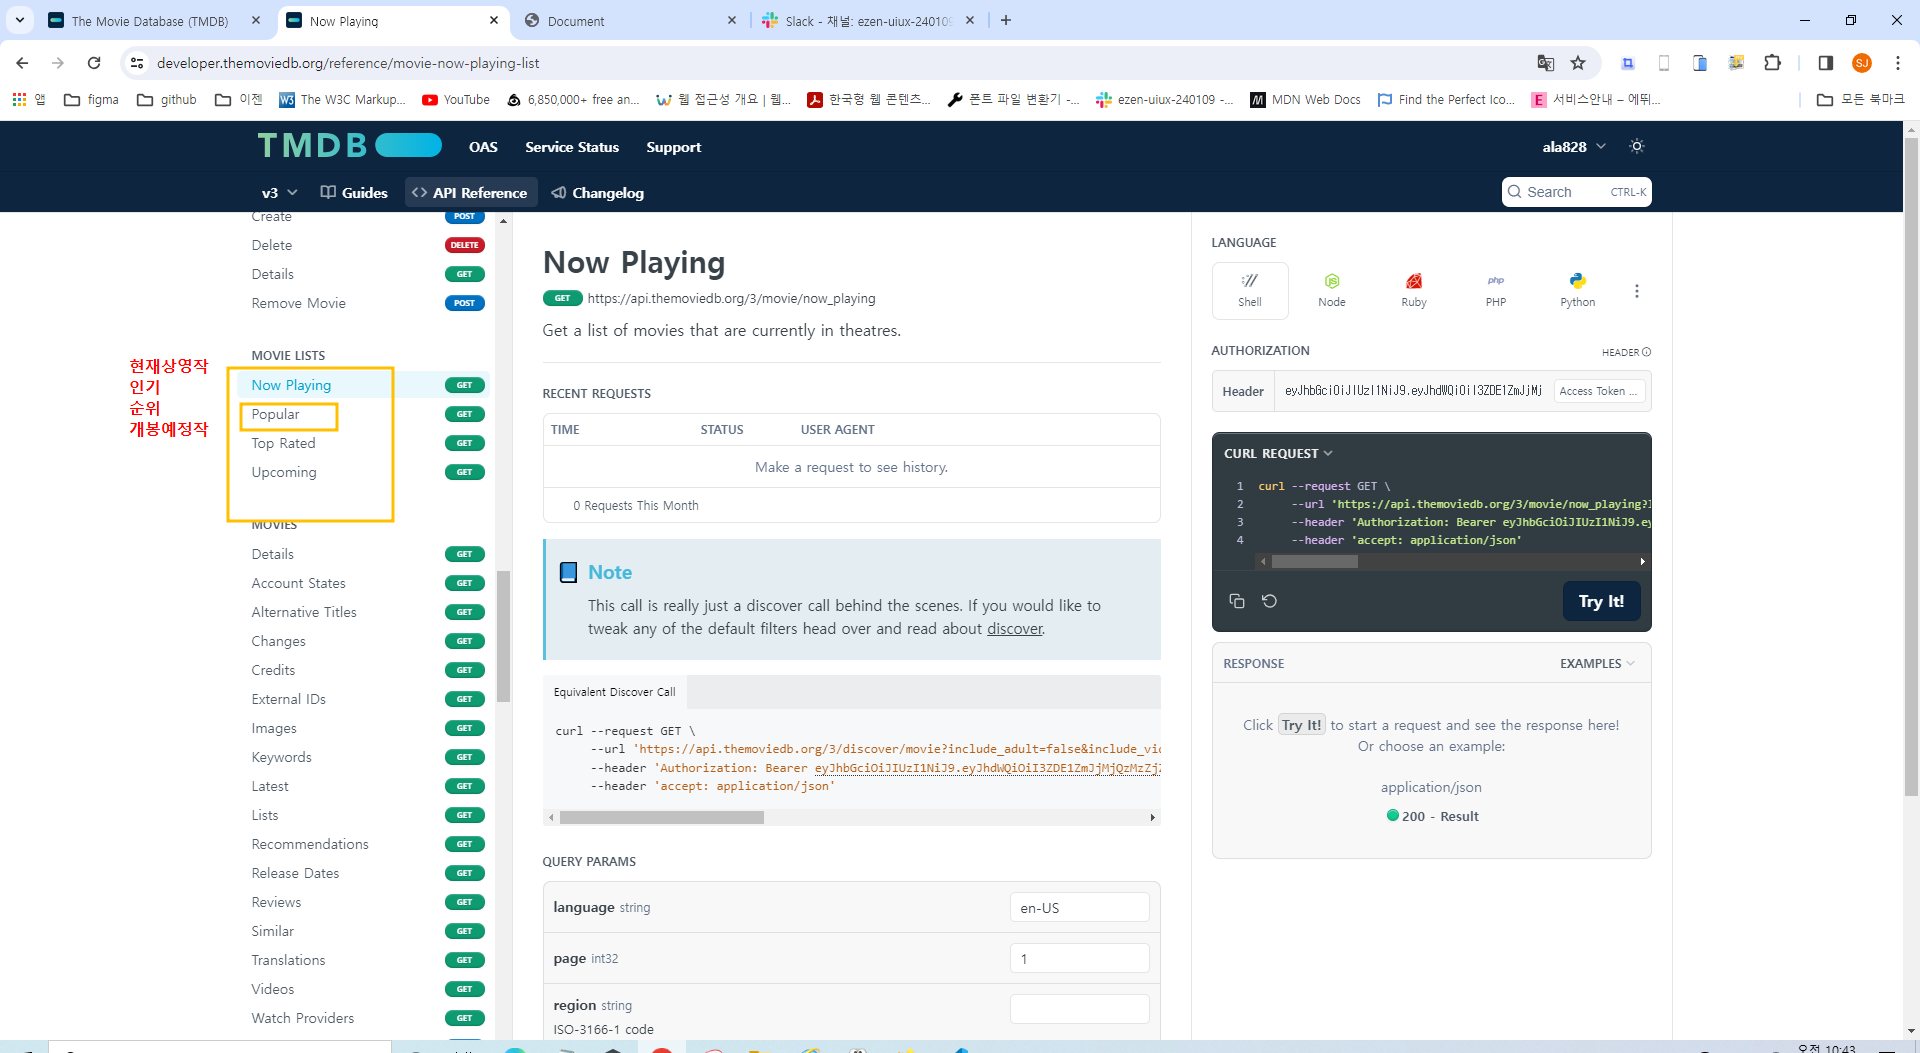 The Movie Database (TMDB)
Now Playing
Document
Slack - 채널: ezen-uiux-240109
developer.themoviedb.org/reference/movie-now-playing-list
SJ
앱
figma
github
이젠
W3
The W3C Markup...
YouTube
6,850,000+ free an...
웹 접근성 개요 | 웹...
한국형 웹 콘텐츠...
폰트 파일 변환기 -...
ezen-uiux-240109 -...
M
MDN Web Docs
Find the Perfect Ico...
E
서비스안내 – 에뛰...
모든 북마크
TMDB
OAS
Service Status
Support
ala828
v3
Guides
<> API Reference
Changelog
Search
CTRL-K
Create POST
Delete DELETE
Details GET
Remove Movie POST
MOVIE LISTS
현재상영작
인기
순위
개봉예정작
Now Playing GET
Popular GET
Top Rated GET
Upcoming GET
MOVIES
Details GET
Account States GET
Alternative Titles GET
Changes GET
Credits GET
External IDs GET
Images GET
Keywords GET
Latest GET
Lists GET
Recommendations GET
Release Dates GET
Reviews GET
Similar GET
Translations GET
Videos GET
Watch Providers GET
Now Playing
GET https://api.themoviedb.org/3/movie/now_playing
Get a list of movies that are currently in theatres.
RECENT REQUESTS
TIME STATUS USER AGENT
Make a request to see history.
0 Requests This Month
Note
This call is really just a discover call behind the scenes. If you would like to
tweak any of the default filters head over and read about discover.
Equivalent Discover Call
curl --request GET \
--url 'https://api.themoviedb.org/3/discover/movie?include_adult=false&include_vid
--header 'Authorization: Bearer eyJhbGciOiJIUzI1NiJ9.eyJhdWQiOiI3ZDE1ZmJjMjQzMzZj
--header 'accept: application/json'
QUERY PARAMS
language string
en-US
page int32
1
region string
ISO-3166-1 code
LANGUAGE
Shell
Node
Ruby
php
PHP
Python
AUTHORIZATION
HEADER
Header
eyJhbGciOiJIUzI1NiJ9.eyJhdWQiOiI3ZDE1ZmJjMj
Access Token ...
CURL REQUEST
1 curl --request GET \
2 --url 'https://api.themoviedb.org/3/movie/now_playing?l
3 --header 'Authorization: Bearer eyJhbGciOiJIUzI1NiJ9.ey
4 --header 'accept: application/json'
Try It!
RESPONSE
EXAMPLES
Click Try It! to start a request and see the response here!
Or choose an example:
application/json
200 - Result
오전 10:43